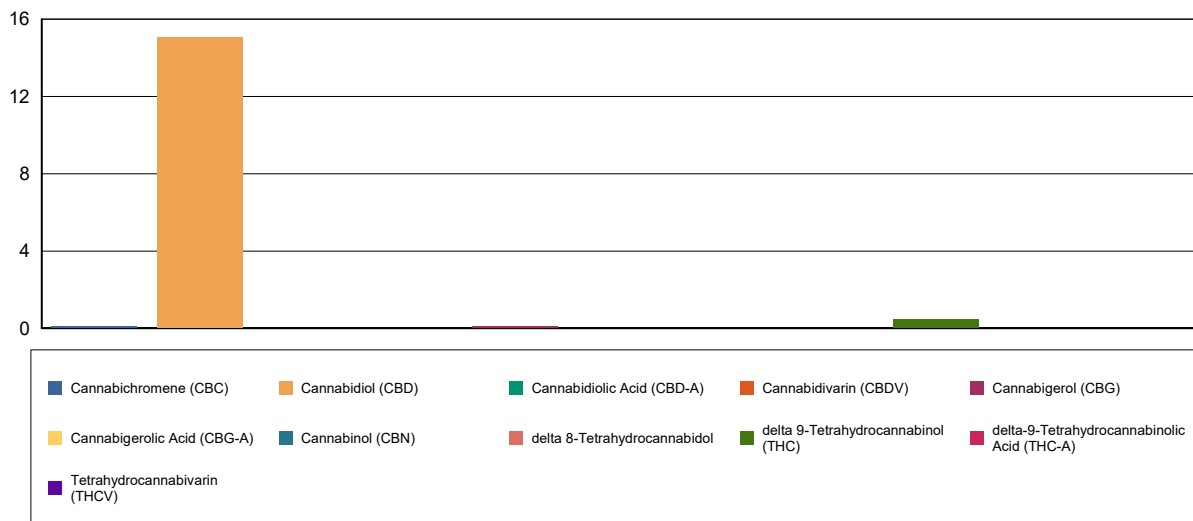 16
12
8
4
0
Cannabichromene (CBC)
Cannabidiol (CBD)
Cannabidiolic Acid (CBD-A)
Cannabidivarin (CBDV)
Cannabigerol (CBG)
Cannabigerolic Acid (CBG-A)
Cannabinol (CBN)
delta 8-Tetrahydrocannabidol
delta 9-Tetrahydrocannabinol
(THC)
delta-9-Tetrahydrocannabinolic
Acid (THC-A)
Tetrahydrocannabivarin
(THCV)